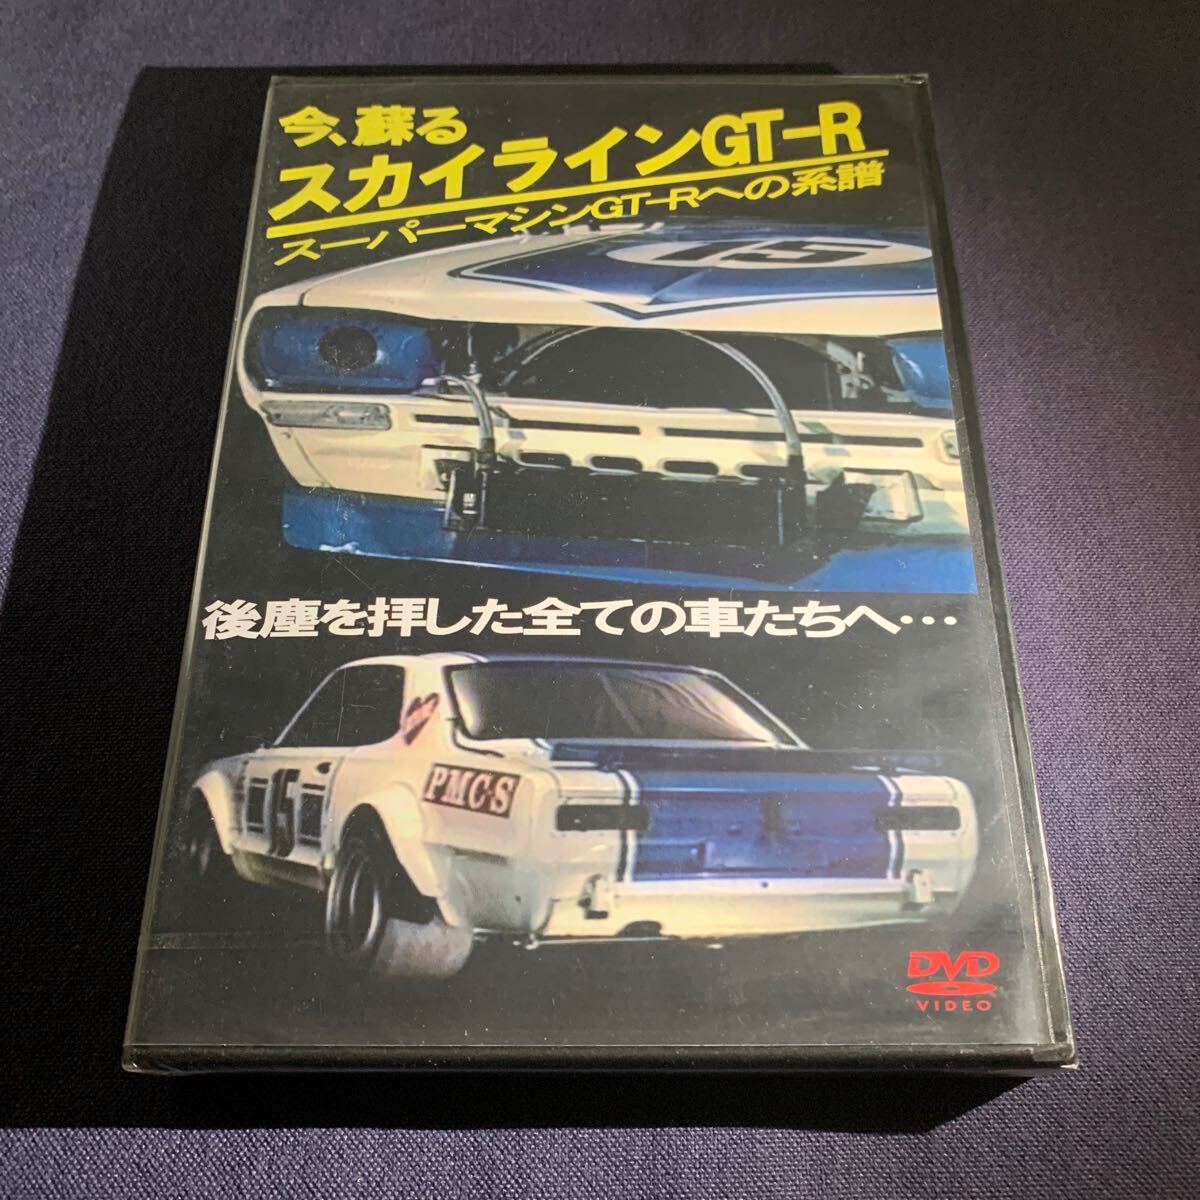 今、蘇る
スカイラインGT-R
スーパーマシンGT-Rへの系譜
15
後塵を拝した全ての車たちへ…
15
PMC・S
DVD
VIDEO